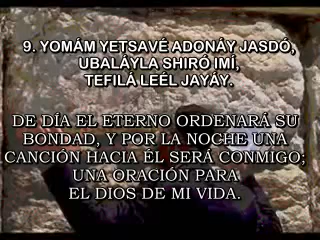 9. YOMÁM YETSAVÉ ADONÁY JASDÓ,
UBALÁYLA SHIRÓ IMÍ,
TEFILÁ LEÉL JAYÁY.
DE DÍA EL ETERNO ORDENARÁ SU
BONDAD, Y POR LA NOCHE UNA
CANCIÓN HACIA ÉL SERÁ CONMIGO;
UNA ORACIÓN PARA
EL DIOS DE MI VIDA.